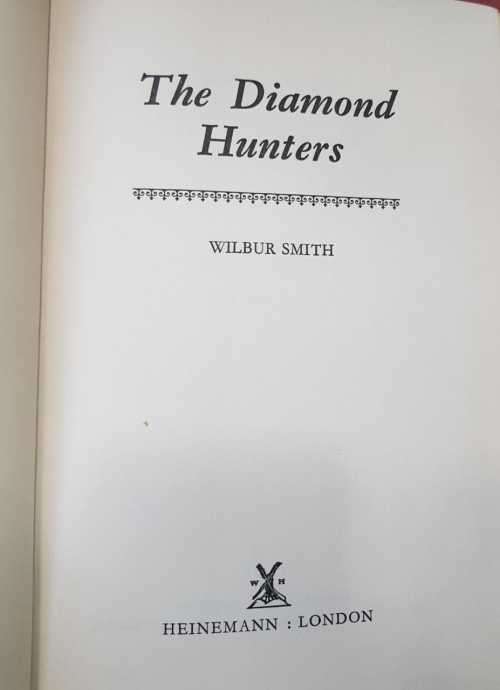 The Diamond
Hunters
WILBUR SMITH
W H
HEINEMANN : LONDON